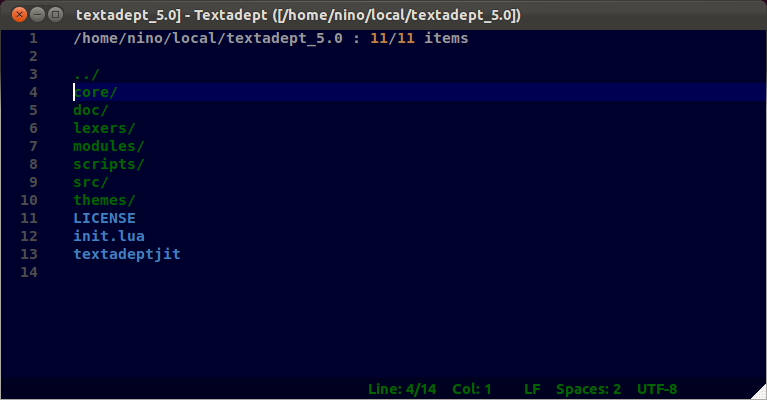 textadept_5.0] - Textadept ([/home/nino/local/textadept_5.0])
1 /home/nino/local/textadept_5.0 : 11/11 items
2
3 ../
4 core/
5 doc/
6 lexers/
7 modules/
8 scripts/
9 src/
10 themes/
11 LICENSE
12 init.lua
13 textadeptjit
14
Line: 4/14 Col: 1 LF Spaces: 2 UTF-8